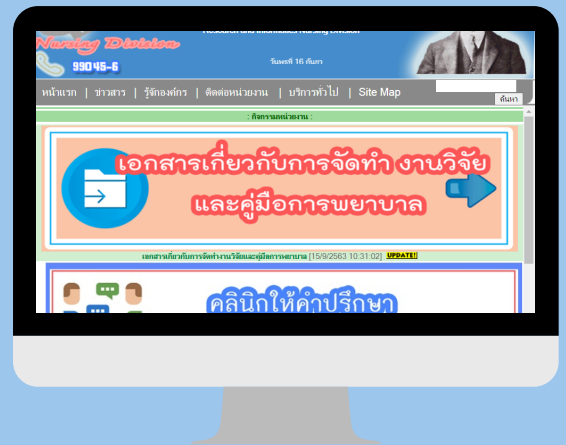 Research and Informatics Nursing Division
Nursing Division
99045-6
วันพุธที่ 16 กันยา
หน้าแรก | ข่าวสาร | รู้จักองค์กร | ติดต่อหน่วยงาน | บริการทั่วไป | Site Map
ค้นหา
: กิจกรรมหน่วยงาน :
เอกสารเกี่ยวกับการจัดทำ งานวิจัย
และคู่มือการพยาบาล
เอกสารเกี่ยวกับการจัดทำงานวิจัยและคู่มือการพยาบาล [15/9/2563 10:31:02] UPDATE!!
คลินิกให้คำปรึกษา